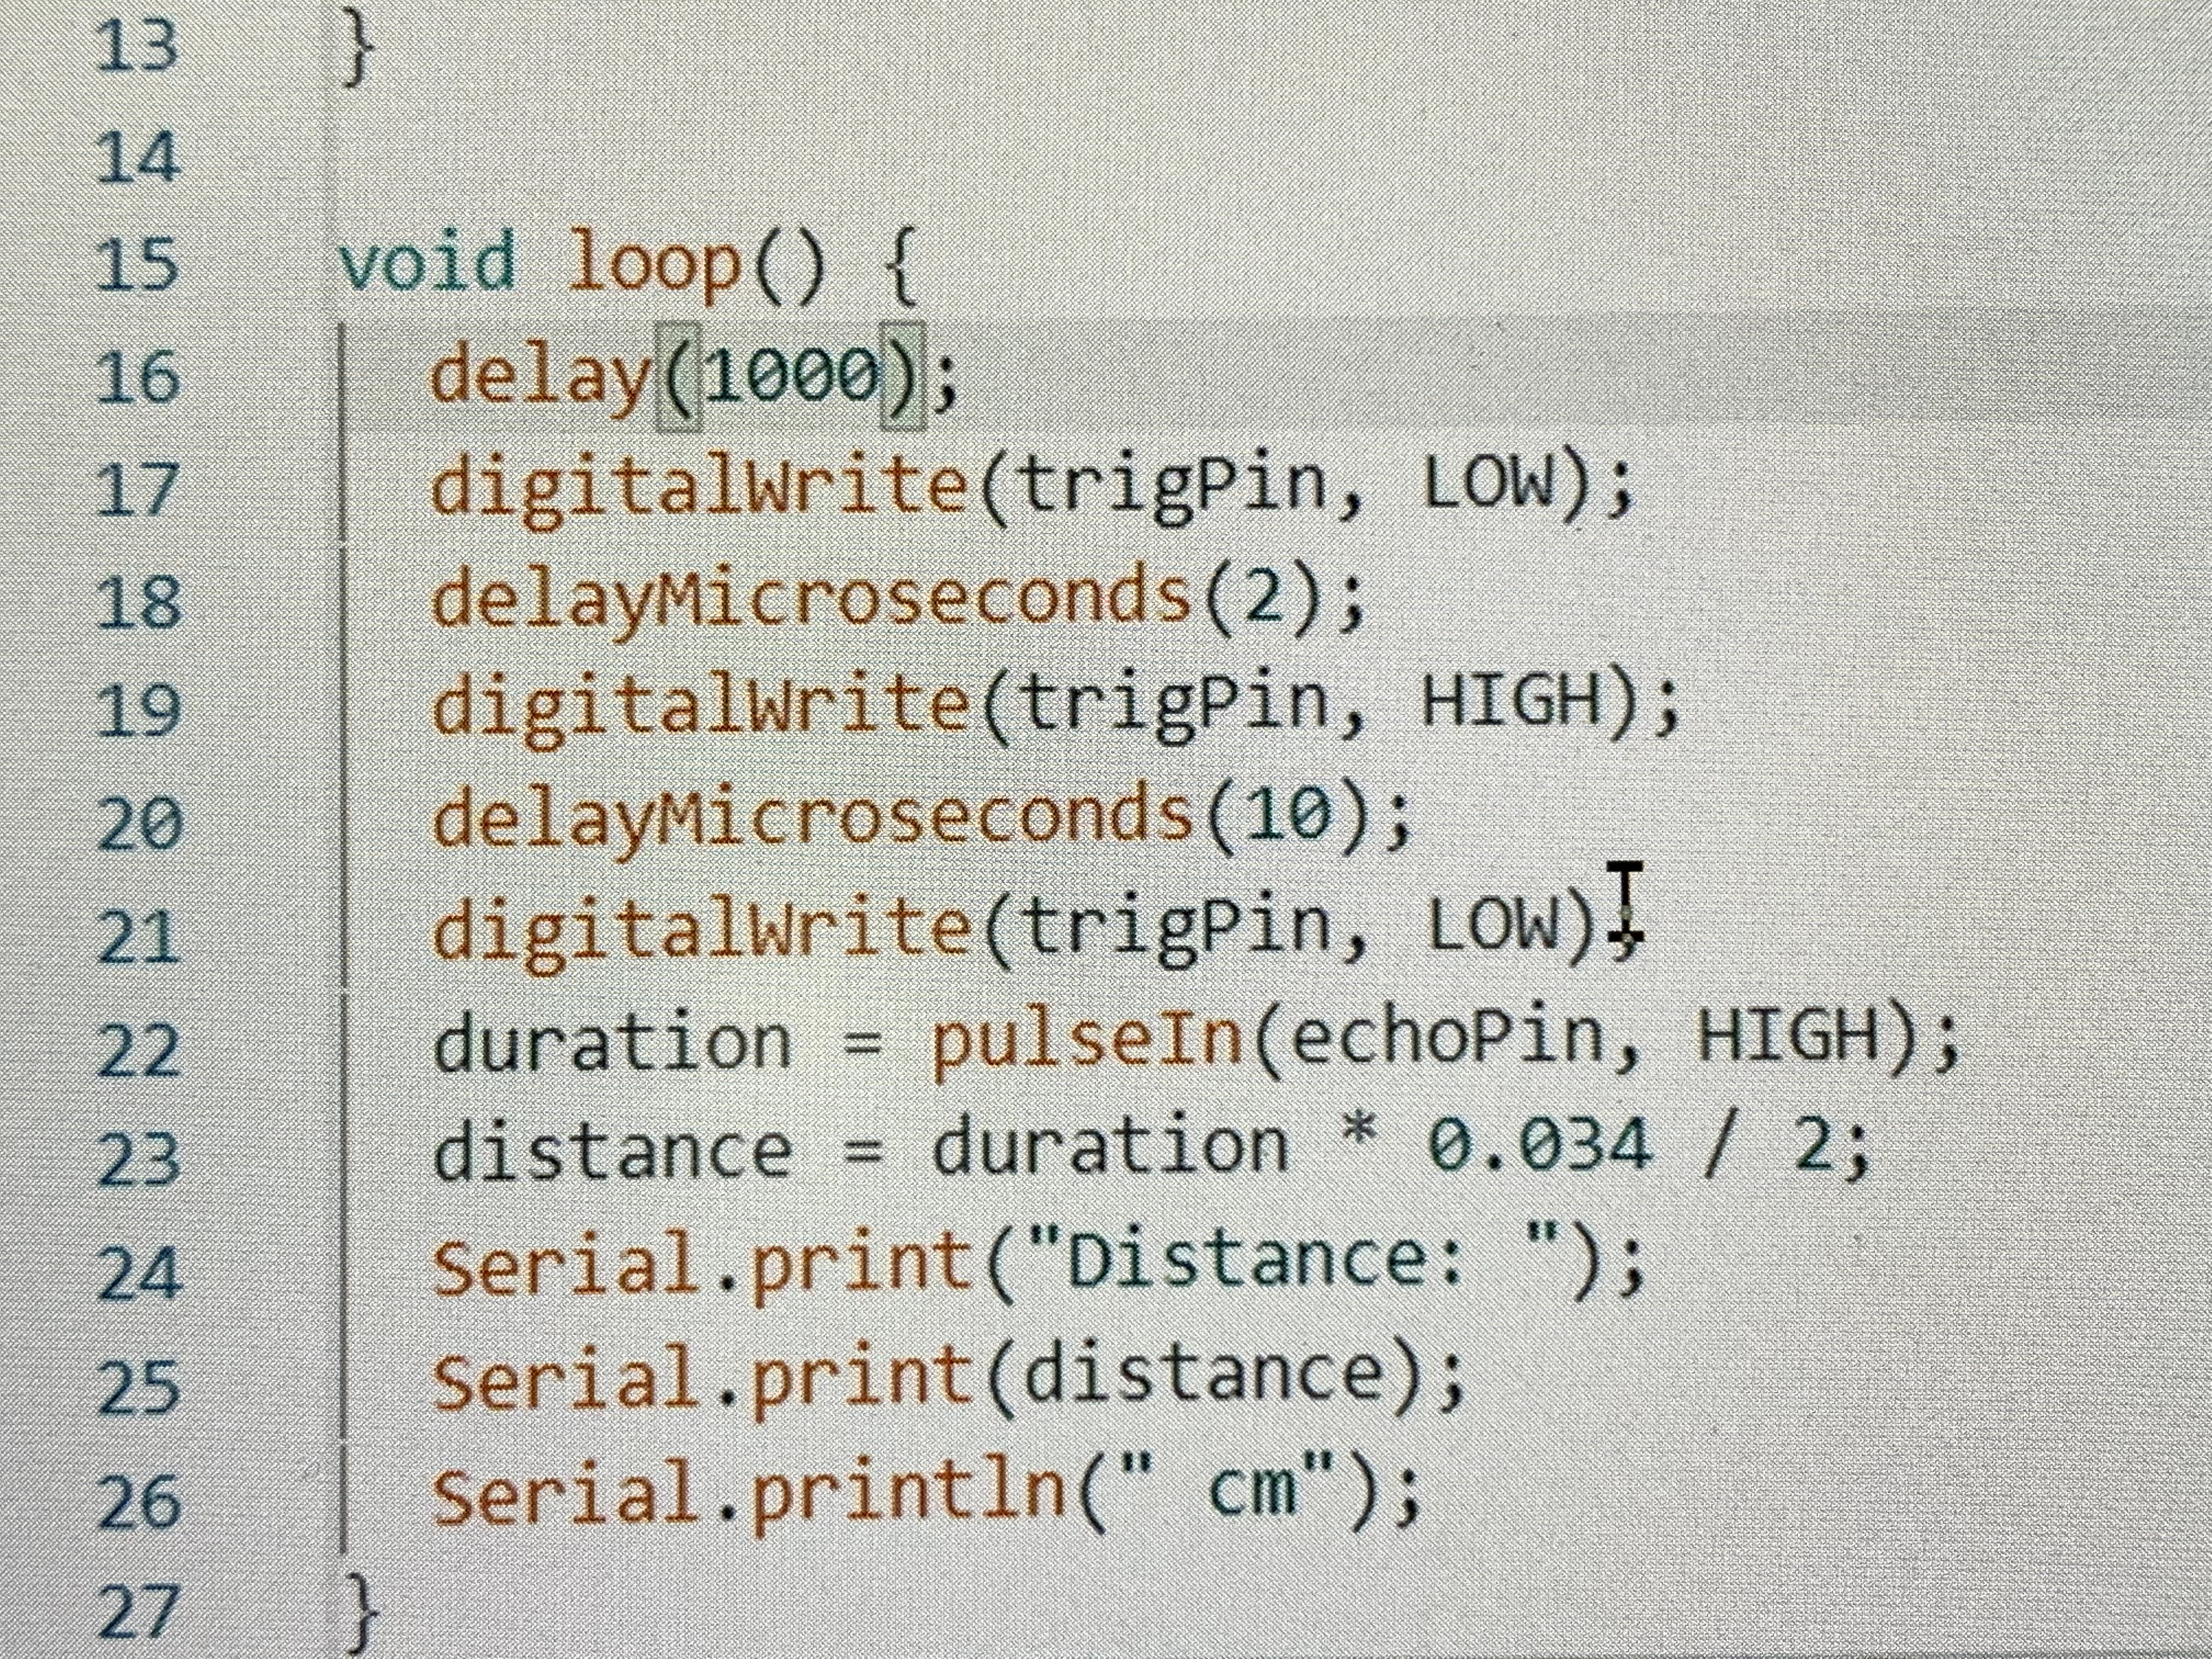 13 }
14
15 void loop() {
16 delay(1000);
17 digitalWrite(trigPin, LOW);
18 delayMicroseconds(2);
19 digitalWrite(trigPin, HIGH);
20 delayMicroseconds(10);
21 digitalWrite(trigPin, LOW);
22 duration = pulseIn(echoPin, HIGH);
23 distance = duration * 0.034 / 2;
24 Serial.print("Distance: ");
25 Serial.print(distance);
26 Serial.println(" cm");
27 }